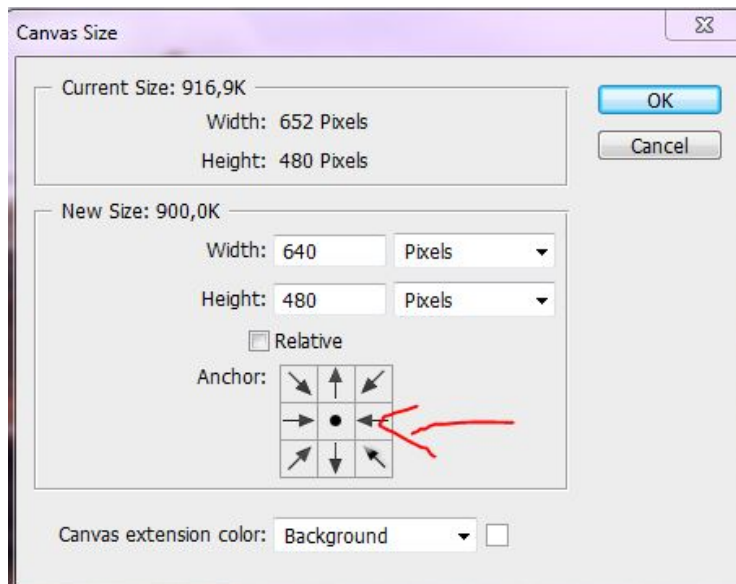 Canvas Size
Current Size: 916,9K
Width: 652 Pixels
Height: 480 Pixels
OK
Cancel
New Size: 900,0K
Width: 640 Pixels
Height: 480 Pixels
Relative
Anchor:
Canvas extension color: Background